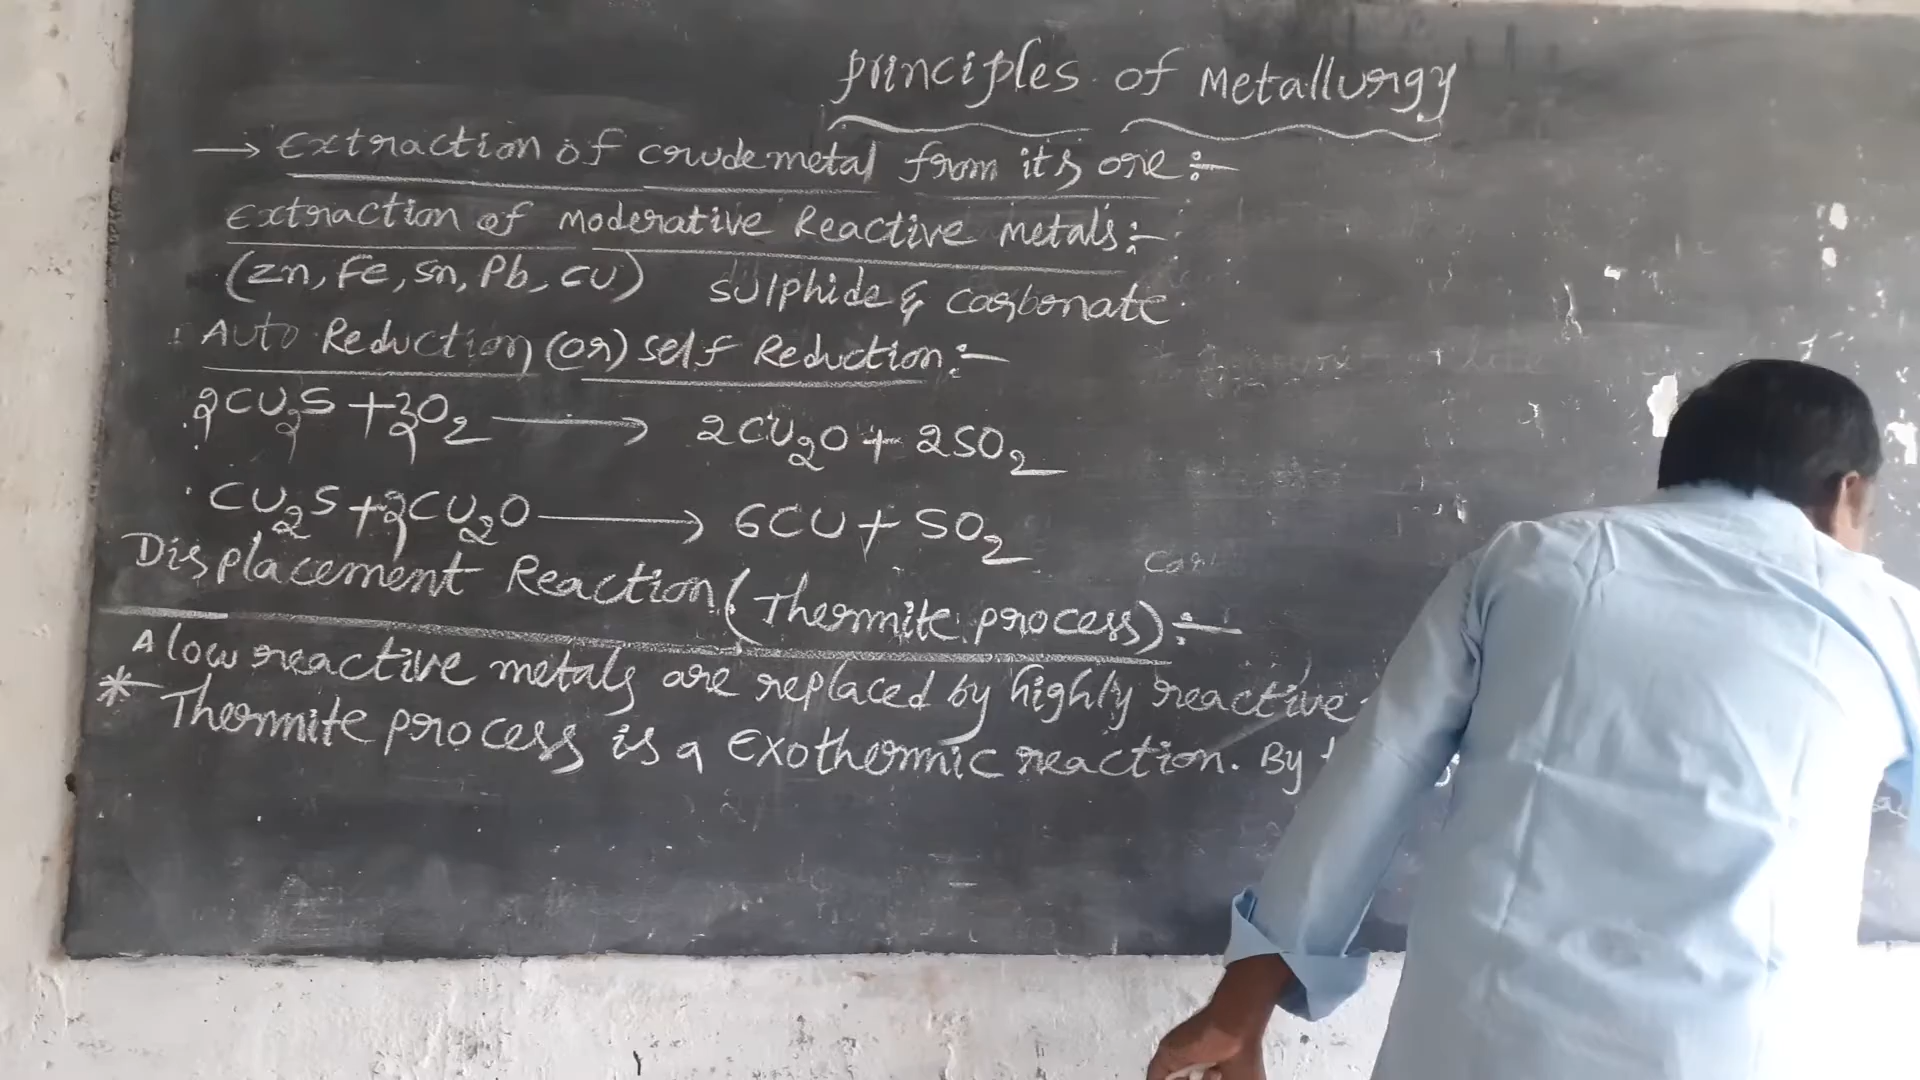 Principles of Metallurgy
→ Extraction of crude metal from its ore:-
Extraction of Moderative Reactive Metals:-
(Zn, Fe, Sn, Pb, Cu) Sulphide & Carbonate
Auto Reduction (or) self Reduction:-
2Cu₂S + 3O₂ → 2Cu₂O + 2SO₂
Cu₂S + 2Cu₂O → 6Cu + SO₂
Displacement Reaction (Thermite process):-
A low reactive metals are replaced by highly reactive
* Thermite process is a Exothermic reaction. By